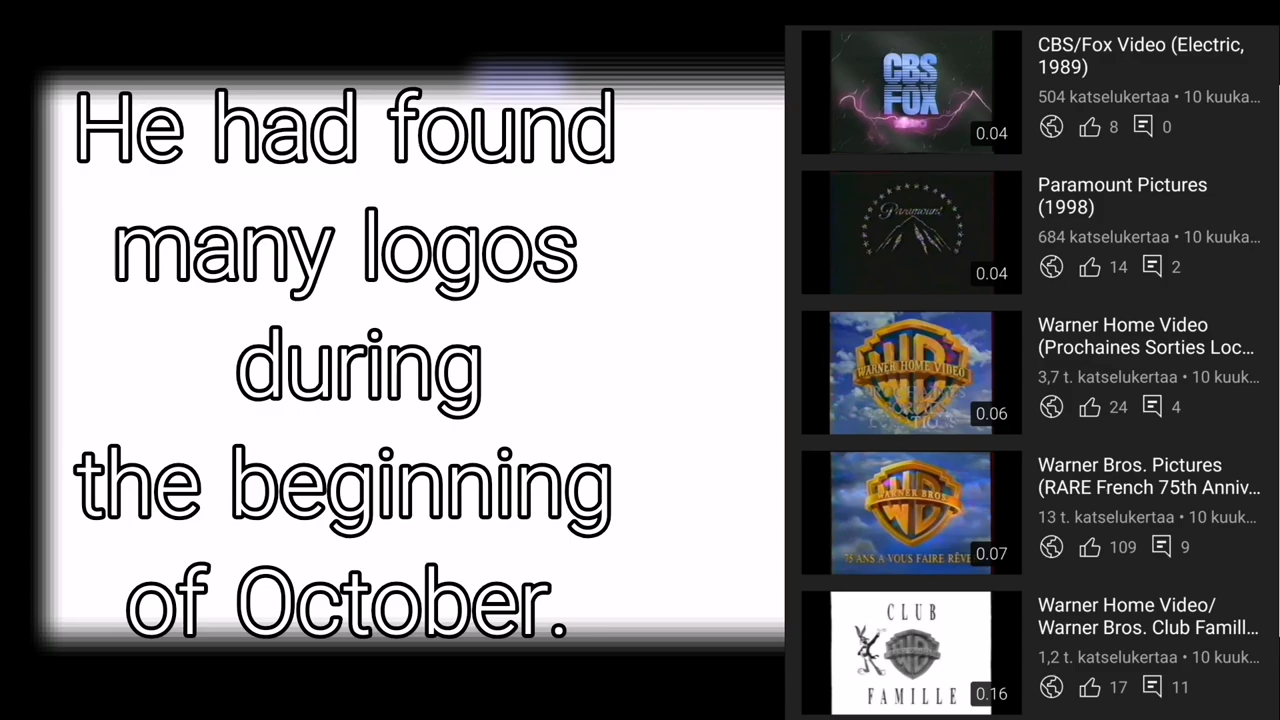 He had found
many logos
during
the beginning
of October.
CBS
FOX
VIDEO
0.04
CBS/Fox Video (Electric,
1989)
504 katselukertaa • 10 kuuka...
8
0
Paramount
0.04
Paramount Pictures
(1998)
684 katselukertaa • 10 kuuka...
14
2
WARNER HOME VIDEO
PROCHAINES
SORTIES
LOCATIONS
0.06
Warner Home Video
(Prochaines Sorties Loc...
3,7 t. katselukertaa • 10 kuuk...
24
4
WARNER BROS.
75 ANS A VOUS FAIRE RÊVE
0.07
Warner Bros. Pictures
(RARE French 75th Anniv...
13 t. katselukertaa • 10 kuuk...
109
9
CLUB
FAMILLE
0.16
Warner Home Video/
Warner Bros. Club Famill...
1,2 t. katselukertaa • 10 kuuk...
17
11